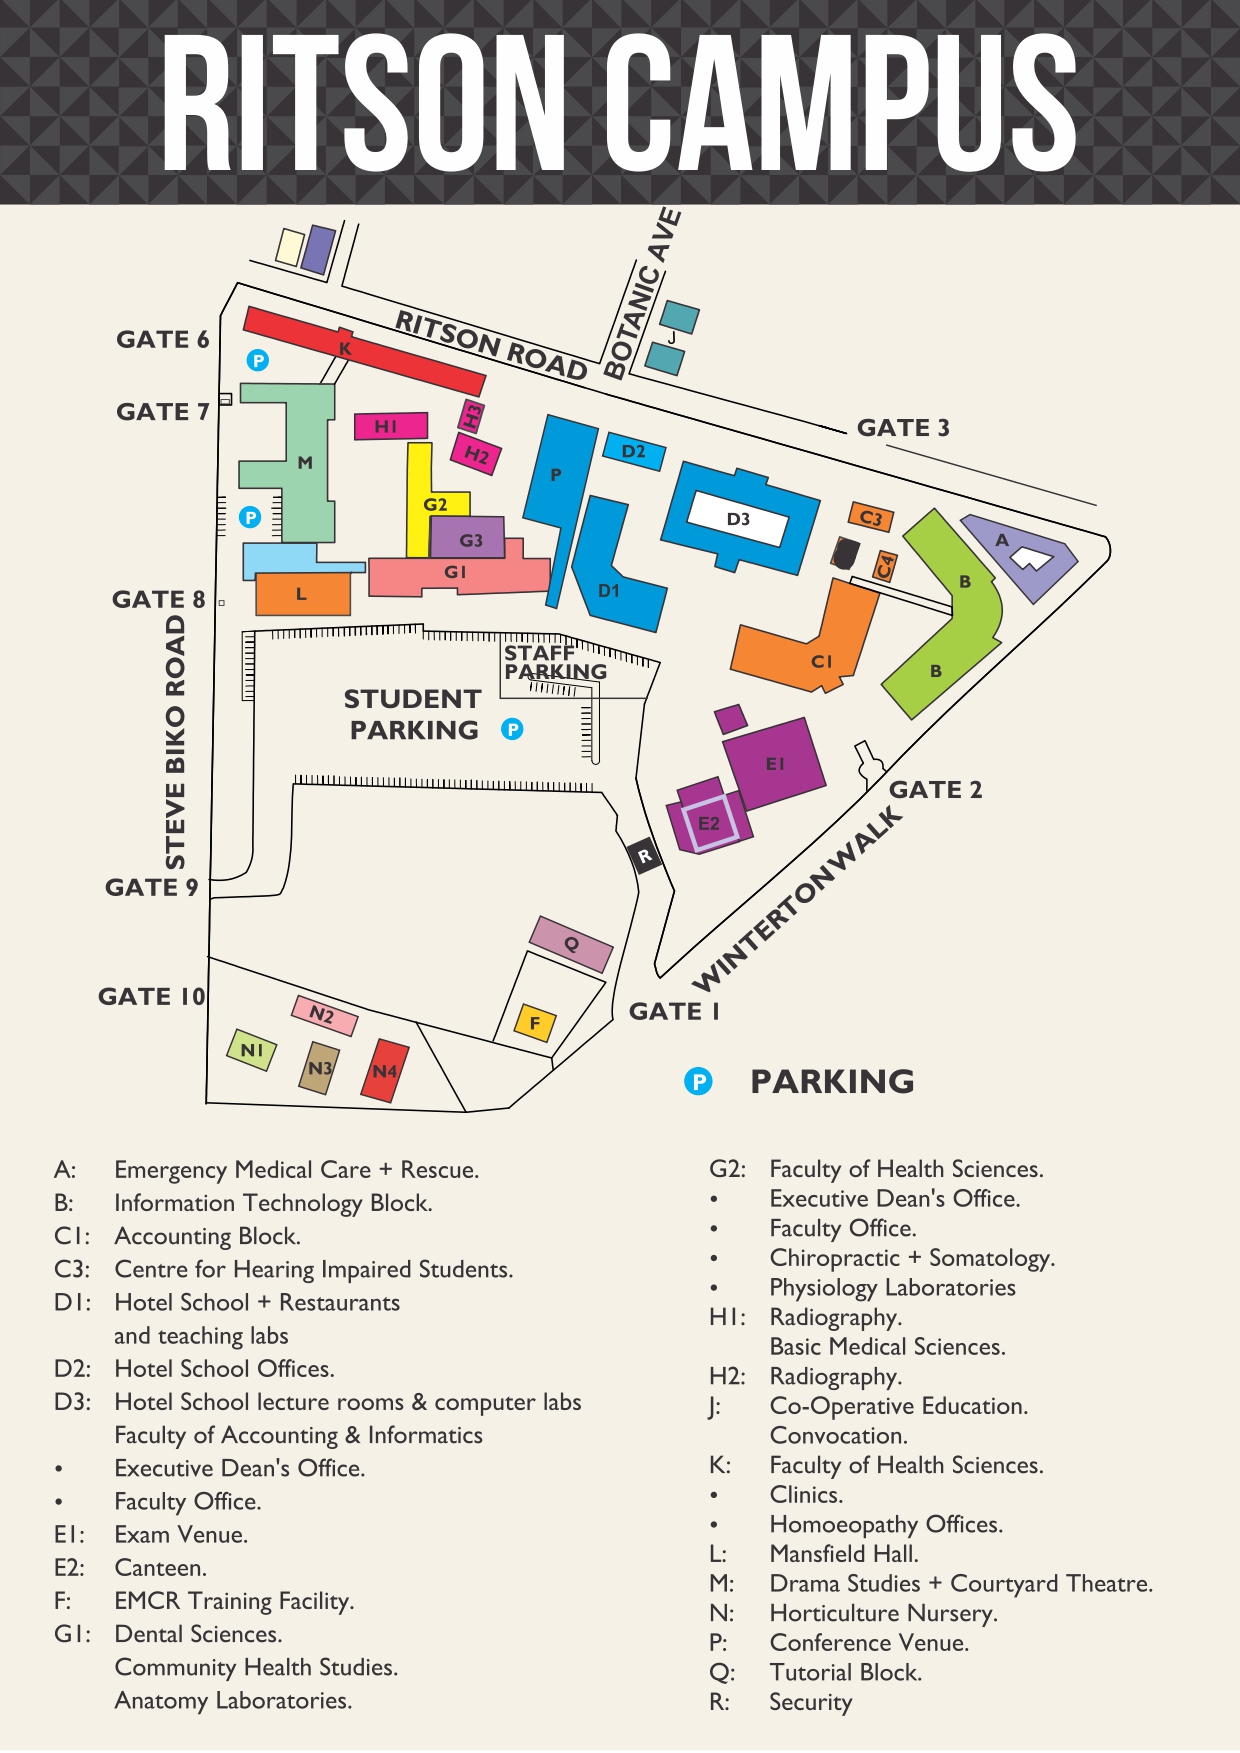 RITSON CAMPUS
BOTANIC AVE
RITSON ROAD
GATE 6
P
K
J
GATE 7
GATE 3
H1
H3
H2
M
P
D2
P
G2
G3
G1
D3
D1
C3
C4
A
B
B
C1
GATE 8
L
STEVE BIKO ROAD
STAFF
PARKING
STUDENT
PARKING
P
E1
E2
GATE 2
WINTERTONWALK
R
GATE 9
Q
F
GATE 10
GATE 1
N2
N1
N3
N4
P PARKING
A: Emergency Medical Care + Rescue.
B: Information Technology Block.
C1: Accounting Block.
C3: Centre for Hearing Impaired Students.
D1: Hotel School + Restaurants
and teaching labs
D2: Hotel School Offices.
D3: Hotel School lecture rooms & computer labs
Faculty of Accounting & Informatics
• Executive Dean's Office.
• Faculty Office.
E1: Exam Venue.
E2: Canteen.
F: EMCR Training Facility.
G1: Dental Sciences.
Community Health Studies.
Anatomy Laboratories.
G2: Faculty of Health Sciences.
• Executive Dean's Office.
• Faculty Office.
• Chiropractic + Somatology.
• Physiology Laboratories
H1: Radiography.
Basic Medical Sciences.
H2: Radiography.
J: Co-Operative Education.
Convocation.
K: Faculty of Health Sciences.
• Clinics.
• Homoeopathy Offices.
L: Mansfield Hall.
M: Drama Studies + Courtyard Theatre.
N: Horticulture Nursery.
P: Conference Venue.
Q: Tutorial Block.
R: Security